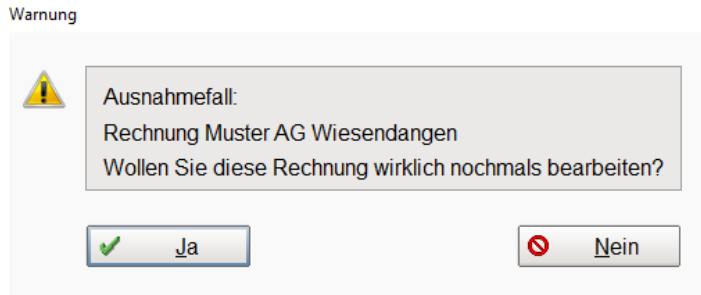 Warnung
Ausnahmefall:
Rechnung Muster AG Wiesendangen
Wollen Sie diese Rechnung wirklich nochmals bearbeiten?
Ja
Nein